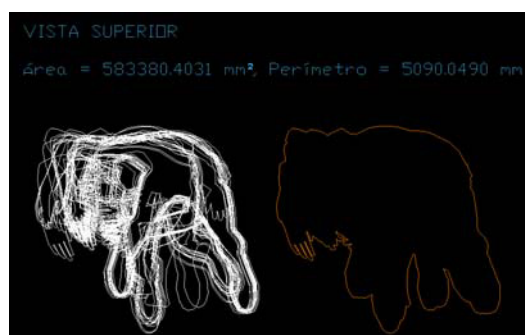 VISTA SUPERIOR
área = 583380.4031 mm², Perímetro = 5090.0490 mm